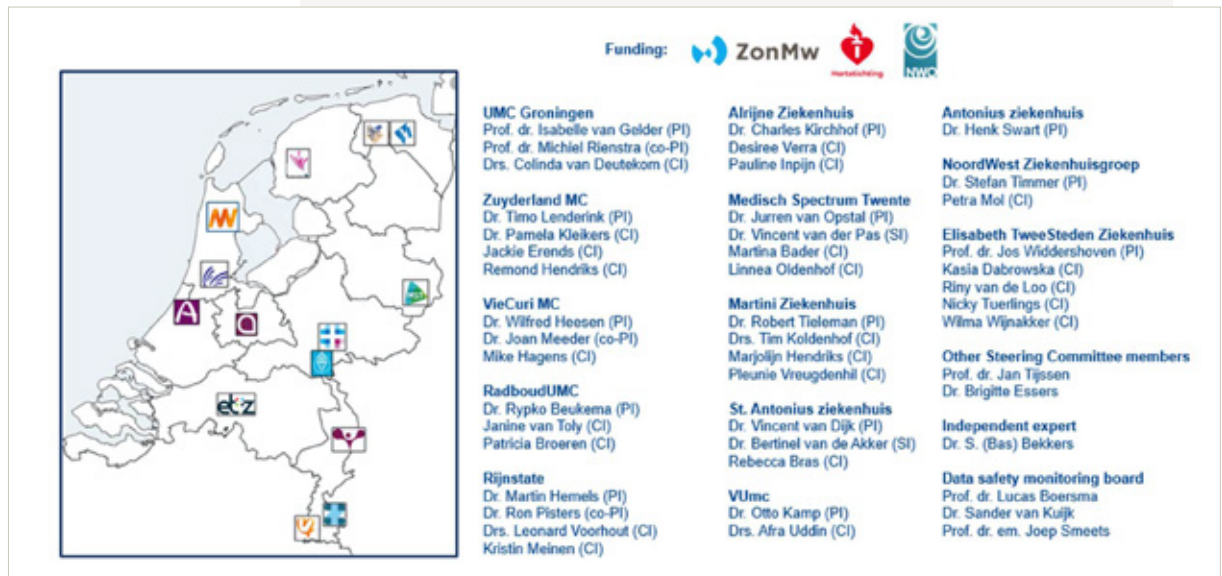 Funding:
ZonMw
Hartstichting
NWO
UMC Groningen
Prof. dr. Isabelle van Gelder (PI)
Prof. dr. Michiel Rienstra (co-PI)
Drs. Colinda van Deutekom (CI)
Zuyderland MC
Dr. Timo Lenderink (PI)
Dr. Pamela Kleikers (CI)
Jackie Erends (CI)
Remond Hendriks (CI)
VieCuri MC
Dr. Wilfred Heesen (PI)
Dr. Joan Meeder (co-PI)
Mike Hagens (CI)
RadboudUMC
Dr. Rypko Beukema (PI)
Janine van Toly (CI)
Patricia Broeren (CI)
Rijnstate
Dr. Martin Hemels (PI)
Dr. Ron Pisters (co-PI)
Drs. Leonard Voorhout (CI)
Kristin Meinen (CI)
Alrijne Ziekenhuis
Dr. Charles Kirchhof (PI)
Desiree Verra (CI)
Pauline Inpijn (CI)
Medisch Spectrum Twente
Dr. Jurren van Opstal (PI)
Dr. Vincent van der Pas (SI)
Martina Bader (CI)
Linnea Oldenhof (CI)
Martini Ziekenhuis
Dr. Robert Tieleman (PI)
Drs. Tim Koldenhof (CI)
Marjolijn Hendriks (CI)
Pleunie Vreugdenhil (CI)
St. Antonius ziekenhuis
Dr. Vincent van Dijk (PI)
Dr. Bertinel van de Akker (SI)
Rebecca Bras (CI)
VUmc
Dr. Otto Kamp (PI)
Drs. Afra Uddin (CI)
Antonius ziekenhuis
Dr. Henk Swart (PI)
NoordWest Ziekenhuisgroep
Dr. Stefan Timmer (PI)
Petra Mol (CI)
Elisabeth TweeSteden Ziekenhuis
Prof. dr. Jos Widdershoven (PI)
Kasia Dabrowska (CI)
Riny van de Loo (CI)
Nicky Tuerlings (CI)
Wilma Wijnakker (CI)
Other Steering Committee members
Prof. dr. Jan Tijssen
Dr. Brigitte Essers
Independent expert
Dr. S. (Bas) Bekkers
Data safety monitoring board
Prof. dr. Lucas Boersma
Dr. Sander van Kuijk
Prof. dr. em. Joep Smeets
NW
A
a
etz